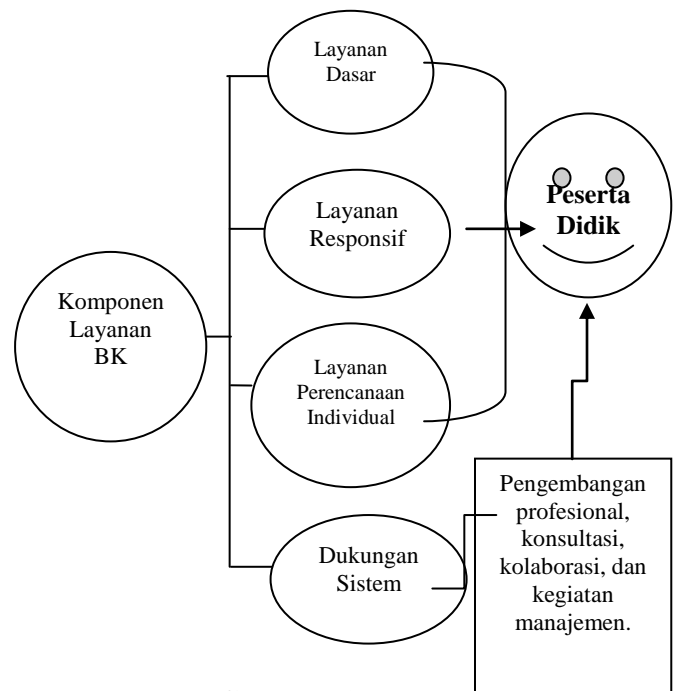 Layanan
Dasar
Layanan
Responsif
Peserta
Didik
Komponen
Layanan
BK
Layanan
Perencanaan
Individual
Pengembangan
profesional,
konsultasi,
kolaborasi, dan
kegiatan
manajemen.
Dukungan
Sistem